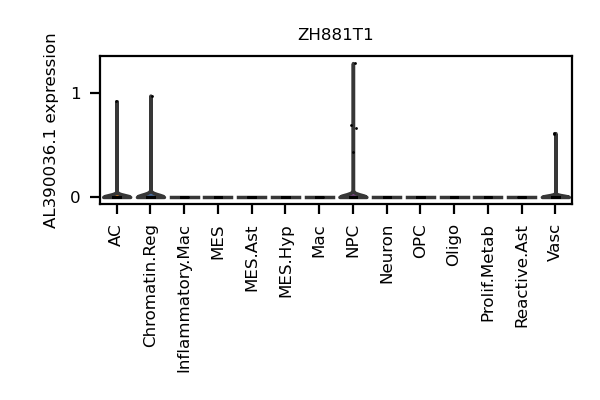 ZH881T1
AL390036.1 expression
1
0
AC
Chromatin.Reg
Inflammatory.Mac
MES
MES.Ast
MES.Hyp
Mac
NPC
Neuron
OPC
Oligo
Prolif.Metab
Reactive.Ast
Vasc